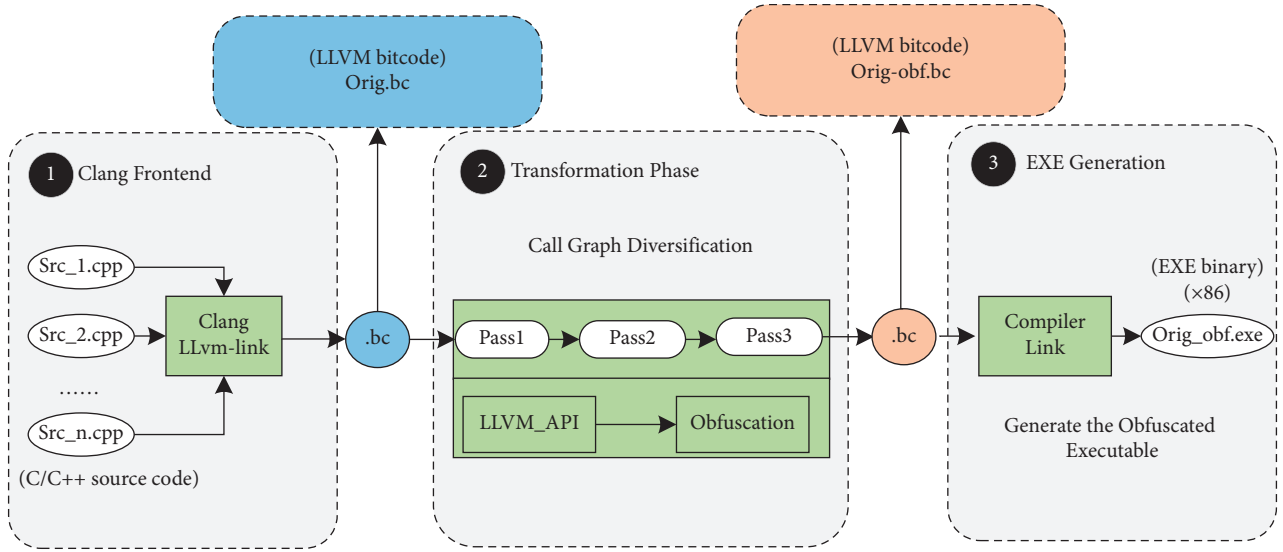 (LLVM bitcode)
Orig.bc
(LLVM bitcode)
Orig-obf.bc
1 Clang Frontend
Src_1.cpp
Src_2.cpp
......
Src_n.cpp
(C/C++ source code)
Clang
LLvm-link
.bc
2 Transformation Phase
Call Graph Diversification
Pass1
Pass2
Pass3
LLVM_API
Obfuscation
.bc
3 EXE Generation
Compiler
Link
(EXE binary)
(×86)
Orig_obf.exe
Generate the Obfuscated
Executable